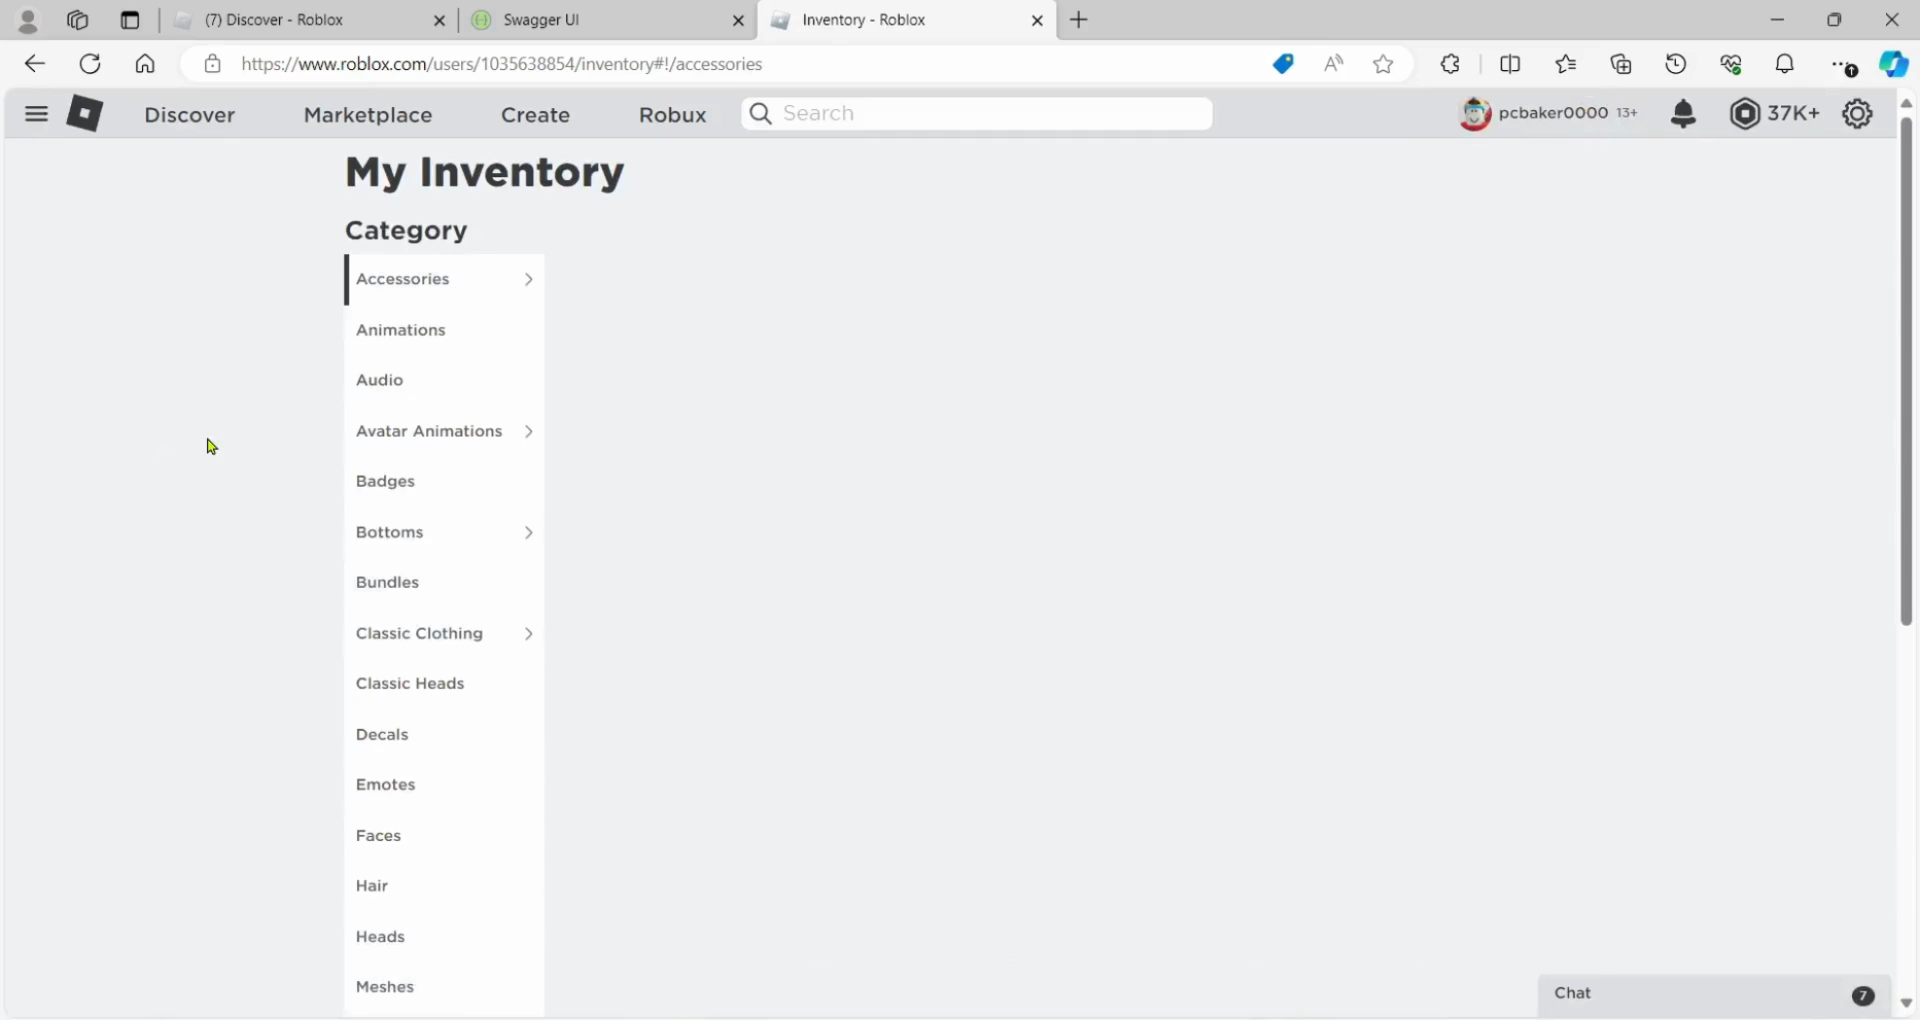 (7) Discover - Roblox
Swagger UI
Inventory - Roblox
https://www.roblox.com/users/1035638854/inventory#!/accessories
Discover
Marketplace
Create
Robux
Search
pcbaker0000 13+
37K+
My Inventory
Category
Accessories
Animations
Audio
Avatar Animations
Badges
Bottoms
Bundles
Classic Clothing
Classic Heads
Decals
Emotes
Faces
Hair
Heads
Meshes
Chat
7